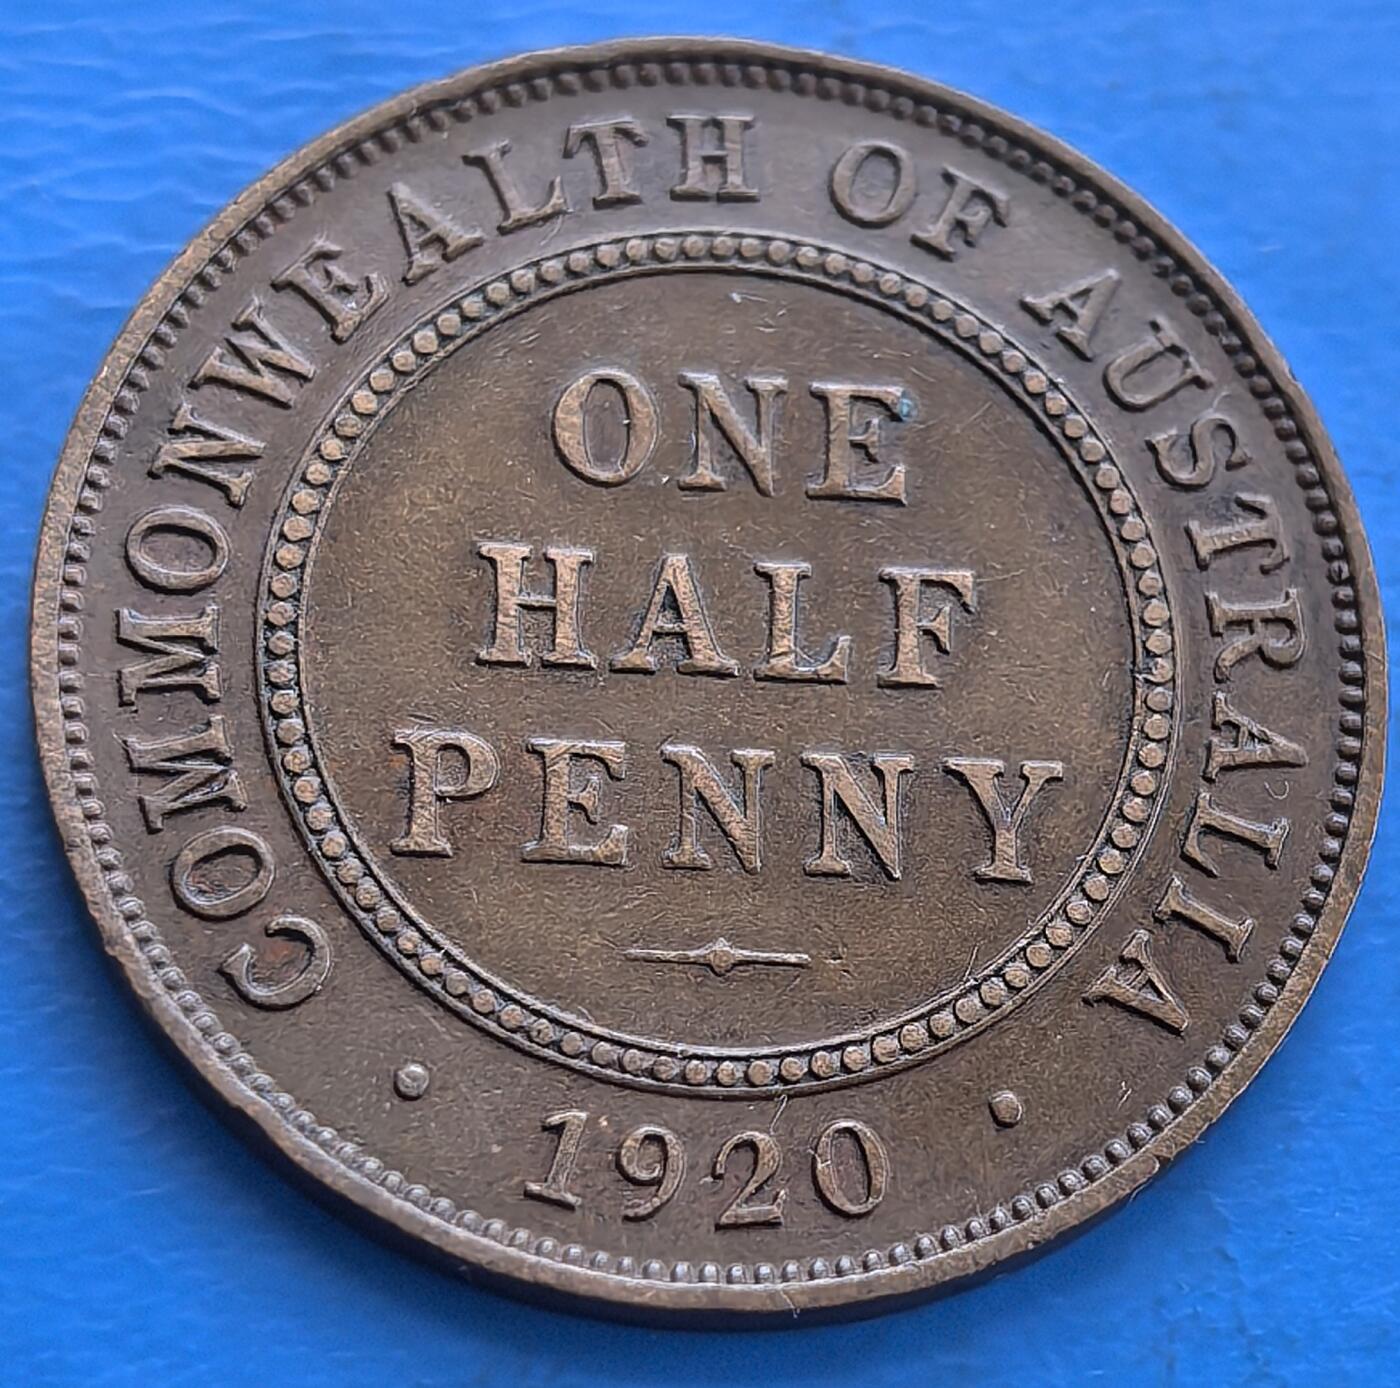 COMMONWEALTH OF AUSTRALIA
ONE
HALF
PENNY
1920